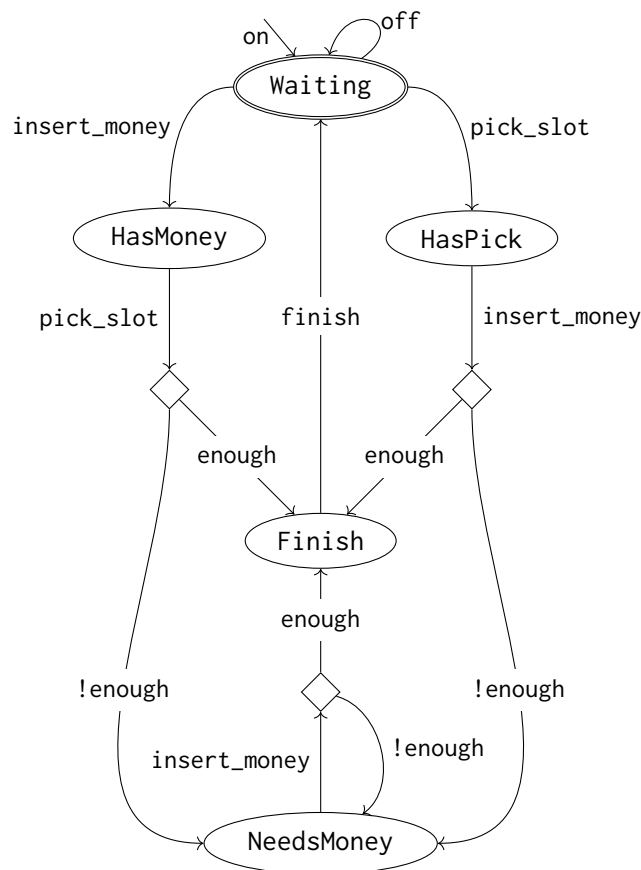 on
off
Waiting
insert_money
pick_slot
HasMoney
HasPick
pick_slot
finish
insert_money
enough
enough
Finish
enough
!enough
!enough
insert_money
!enough
NeedsMoney